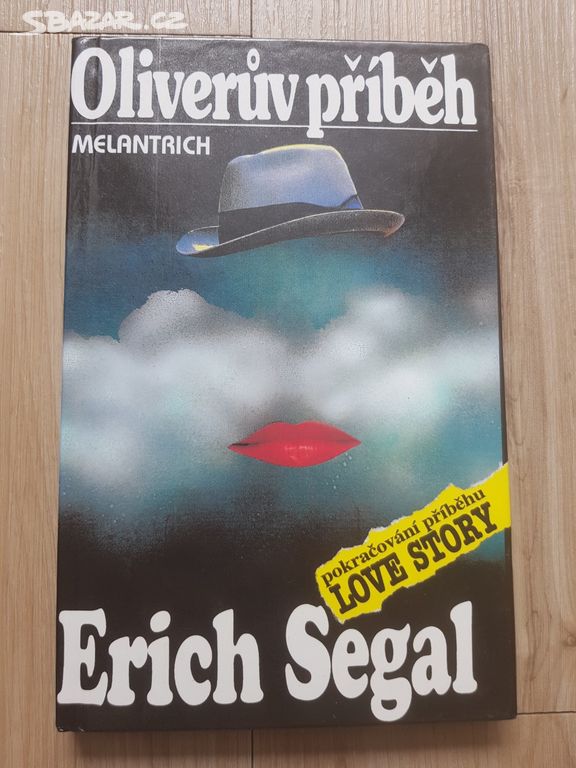 SBAZAR.CZ
Oliverův příběh
MELANTRICH
pokračování příběhu
LOVE STORY
Erich Segal